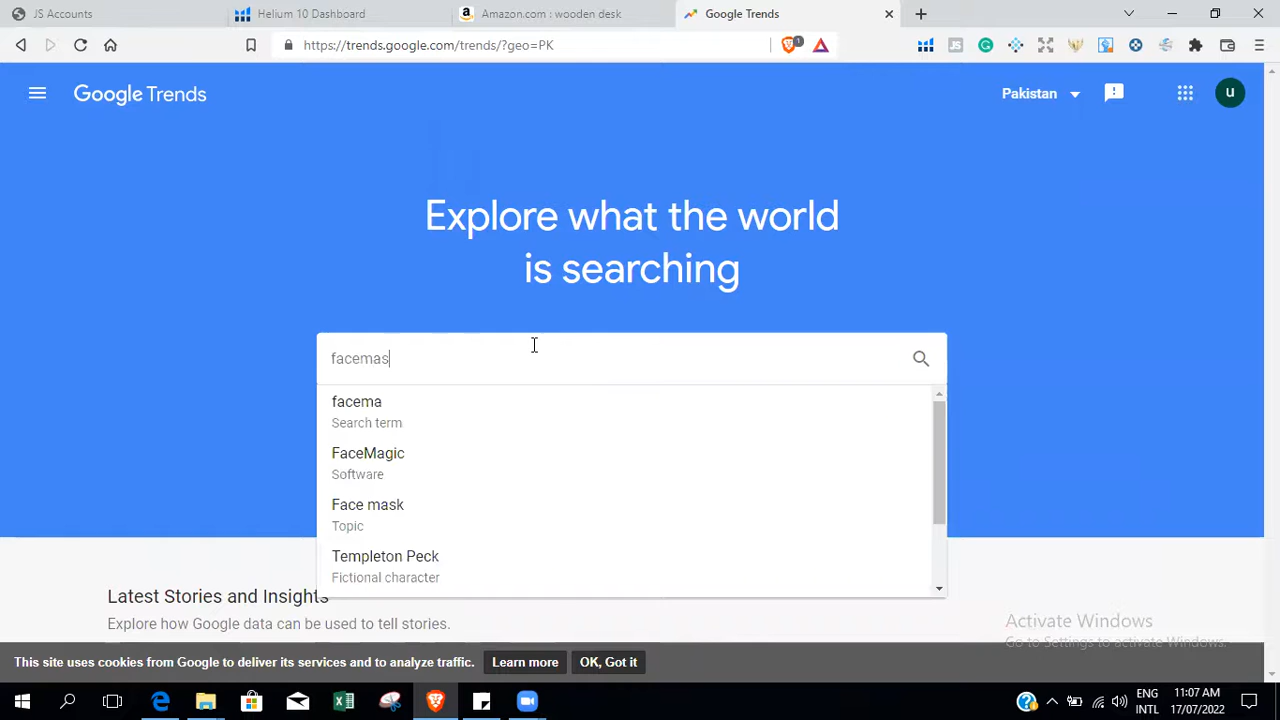 JS Accounts
Helium 10 Dashboard
Amazon.com : wooden desk
Google Trends
https://trends.google.com/trends/?geo=PK
1
Google Trends
Pakistan
u
Explore what the world
is searching
facemas
facema
Search term
FaceMagic
Software
Face mask
Topic
Templeton Peck
Fictional character
Latest Stories and Insights
Explore how Google data can be used to tell stories.
Activate Windows
Go to Settings to activate Windows.
This site uses cookies from Google to deliver its services and to analyze traffic.
Learn more
OK, Got it
ENG
INTL
11:07 AM
17/07/2022